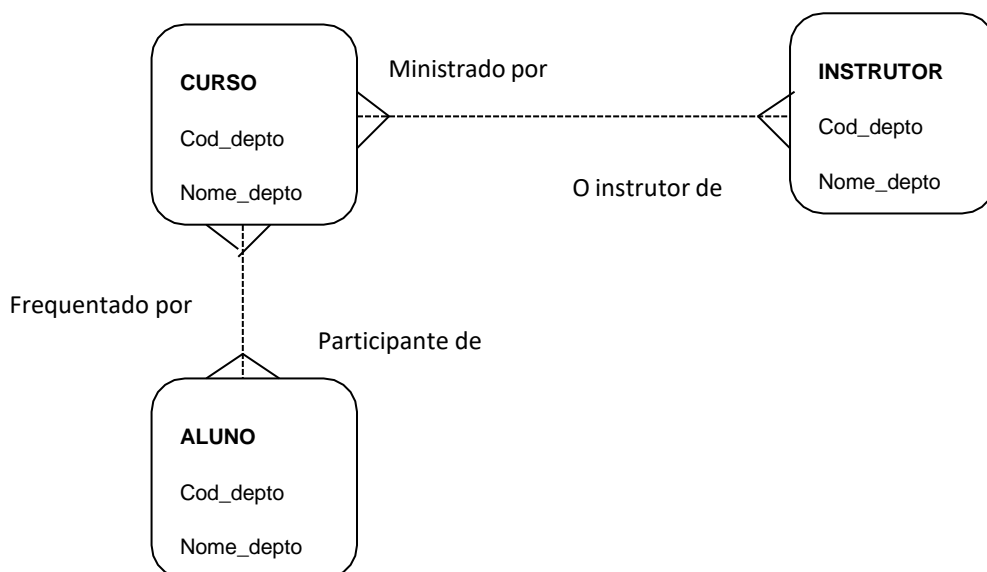 CURSO
Cod_depto
Nome_depto
Ministrado por
O instrutor de
INSTRUTOR
Cod_depto
Nome_depto
Frequentado por
Participante de
ALUNO
Cod_depto
Nome_depto